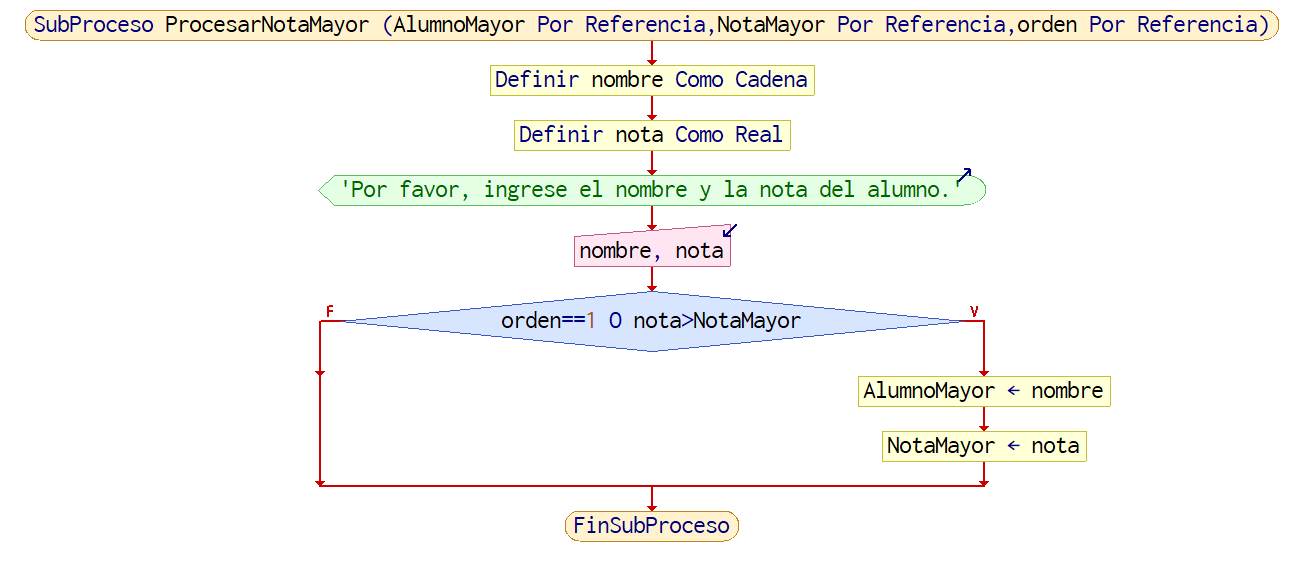 SubProceso ProcesarNotaMayor (AlumnoMayor Por Referencia,NotaMayor Por Referencia,orden Por Referencia)
Definir nombre Como Cadena
Definir nota Como Real
'Por favor, ingrese el nombre y la nota del alumno.'
nombre, nota
F
V
orden==1 O nota>NotaMayor
AlumnoMayor ← nombre
NotaMayor ← nota
FinSubProceso